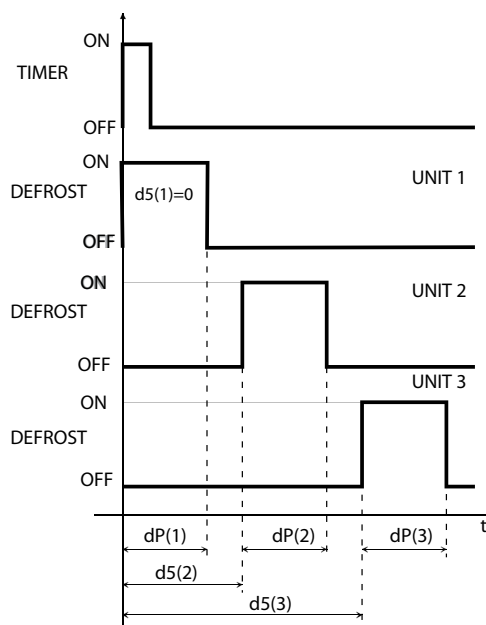 ON
TIMER
OFF
ON
UNIT 1
DEFROST
d5(1)=0
OFF
ON
UNIT 2
DEFROST
OFF
UNIT 3
ON
DEFROST
OFF
t
dP(1)
dP(2)
dP(3)
d5(2)
d5(3)